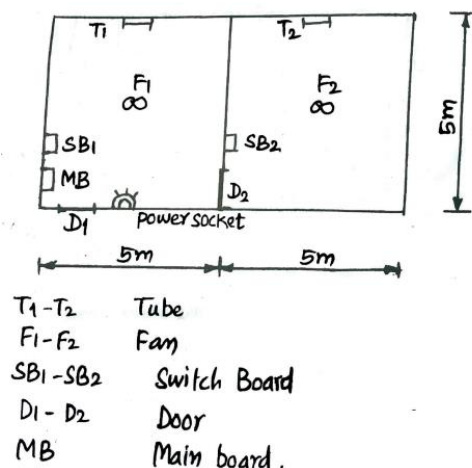 T1
T2
F1
F2
5m
SB1
SB2
MB
D2
D1
power socket
5m
5m
T1-T2 Tube
F1-F2 Fan
SB1-SB2 Switch Board
D1-D2 Door
MB Main board.